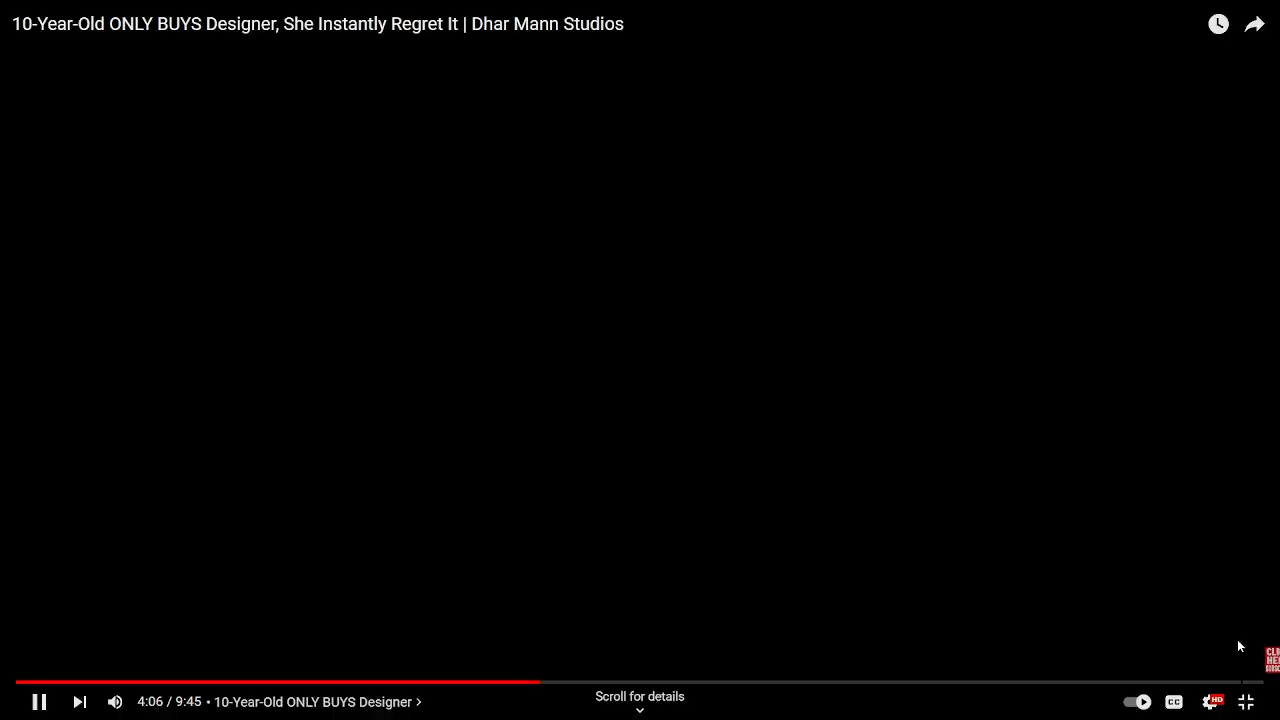 10-Year-Old ONLY BUYS Designer, She Instantly Regret It | Dhar Mann Studios
4:06 / 9:45 • 10-Year-Old ONLY BUYS Designer
Scroll for details
CC
HD